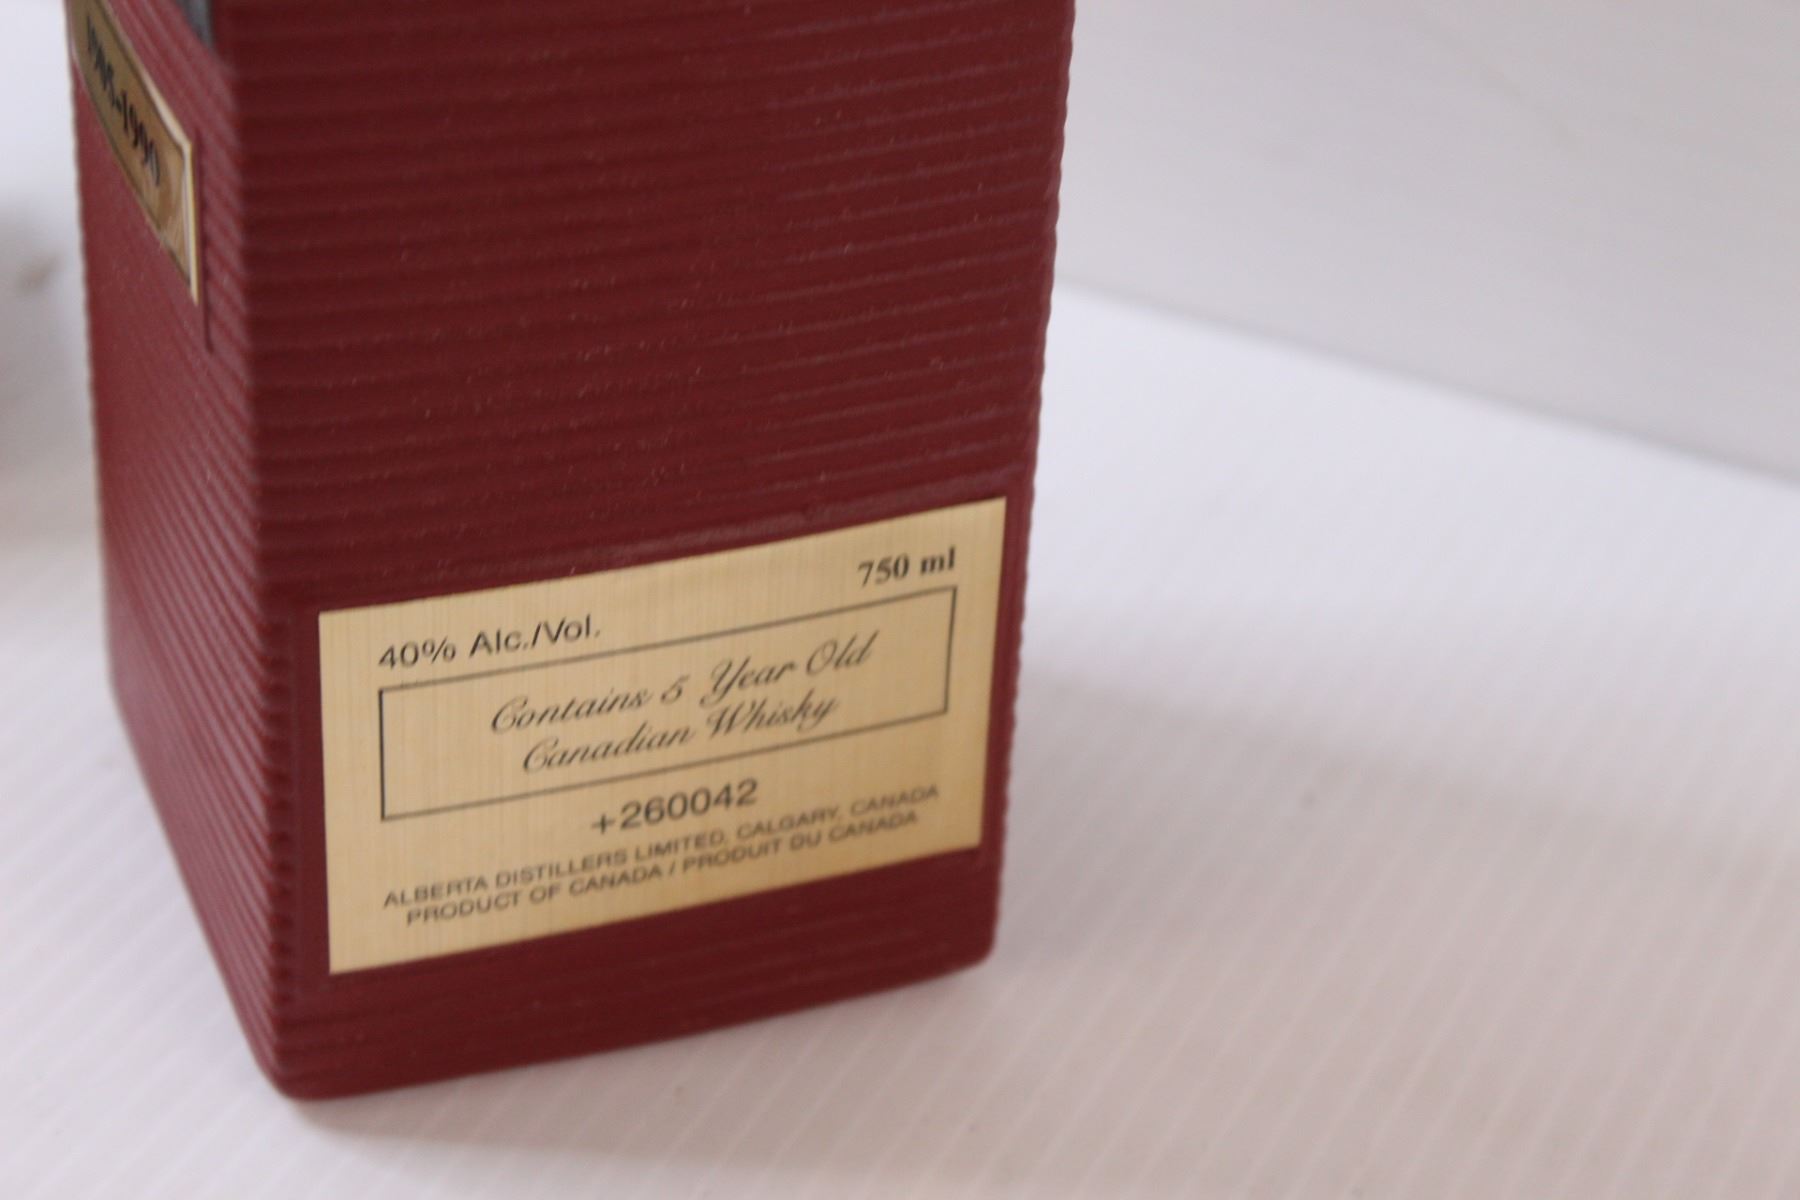 750 ml
40% Alc./Vol.
Contains 5 Year Old
Canadian Whisky
+260042
ALBERTA DISTILLERS LIMITED, CALGARY, CANADA
PRODUCT OF CANADA / PRODUIT DU CANADA